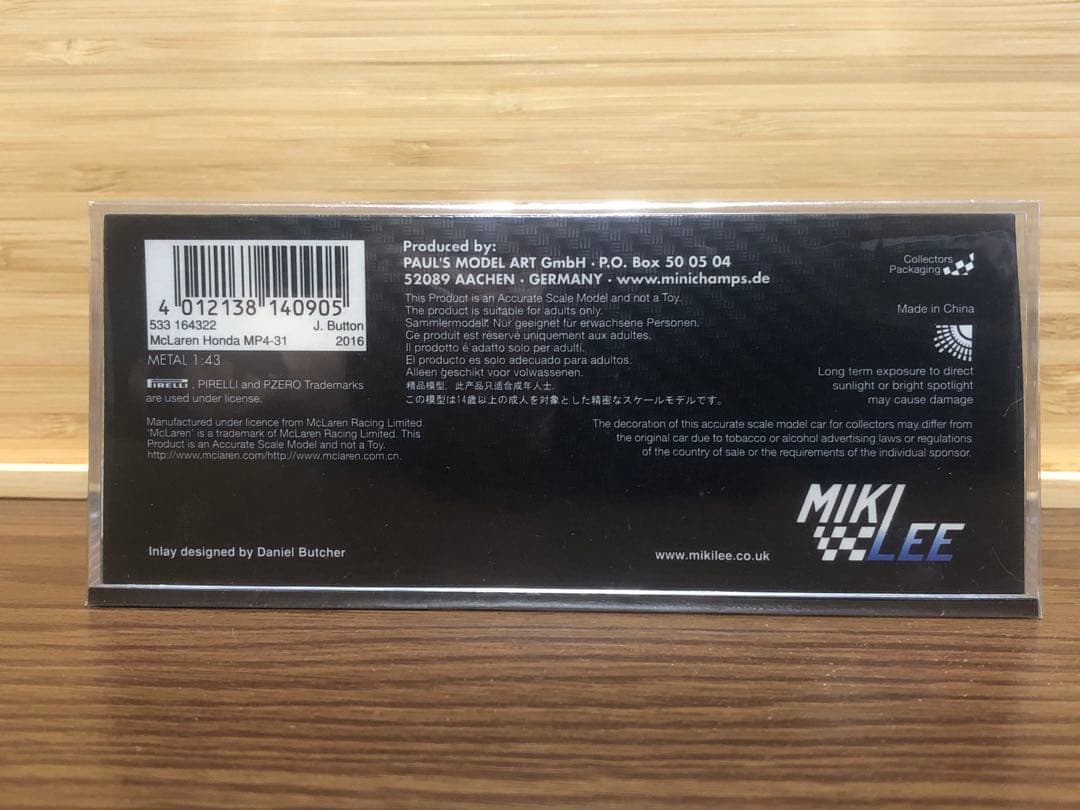 4 012138 140905
533 164322 J. Button
McLaren Honda MP4-31 2016
METAL 1:43
PIRELLI, PIRELLI and PZERO Trademarks
are used under license.
Manufactured under licence from McLaren Racing Limited.
'McLaren' is a trademark of McLaren Racing Limited. This
Product is an Accurate Scale Model and not a Toy.
http://www.mclaren.com/http://www.mclaren.com.cn.
Inlay designed by Daniel Butcher
Produced by:
PAUL'S MODEL ART GmbH · P.O. Box 50 05 04
52089 AACHEN · GERMANY · www.minichamps.de
This Product is an Accurate Scale Model and not a Toy.
The product is suitable for adults only.
Sammlermodell. Nur geeignet für erwachsene Personen.
Ce produit est réservé uniquement aux adultes.
Il prodotto é adatto solo per adulti.
El producto es solo adecuado para adultos.
Alleen geschikt voor volwassenen.
精品模型，此产品只适合成年人士.
この模型は14歳以上の成人を対象とした精密なスケールモデルです。
Collectors
Packaging
Made in China
Long term exposure to direct
sunlight or bright spotlight
may cause damage
The decoration of this accurate scale model car for collectors may differ from
the original car due to tobacco or alcohol advertising laws or regulations
of the country of sale or the requirements of the individual sponsor.
www.mikilee.co.uk
MIKI
LEE